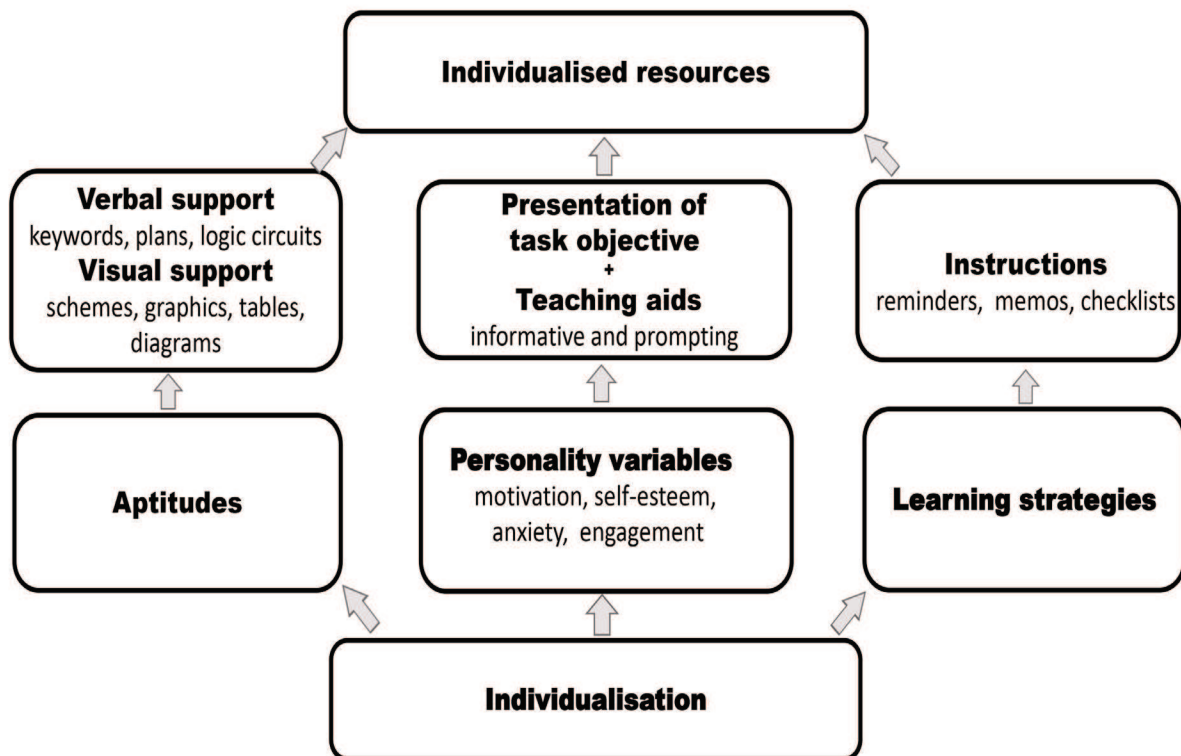 Individualised resources
Verbal support
keywords, plans, logic circuits
Visual support
schemes, graphics, tables,
diagrams
Presentation of
task objective
+
Teaching aids
informative and prompting
Instructions
reminders, memos, checklists
Aptitudes
Personality variables
motivation, self-esteem,
anxiety, engagement
Learning strategies
Individualisation